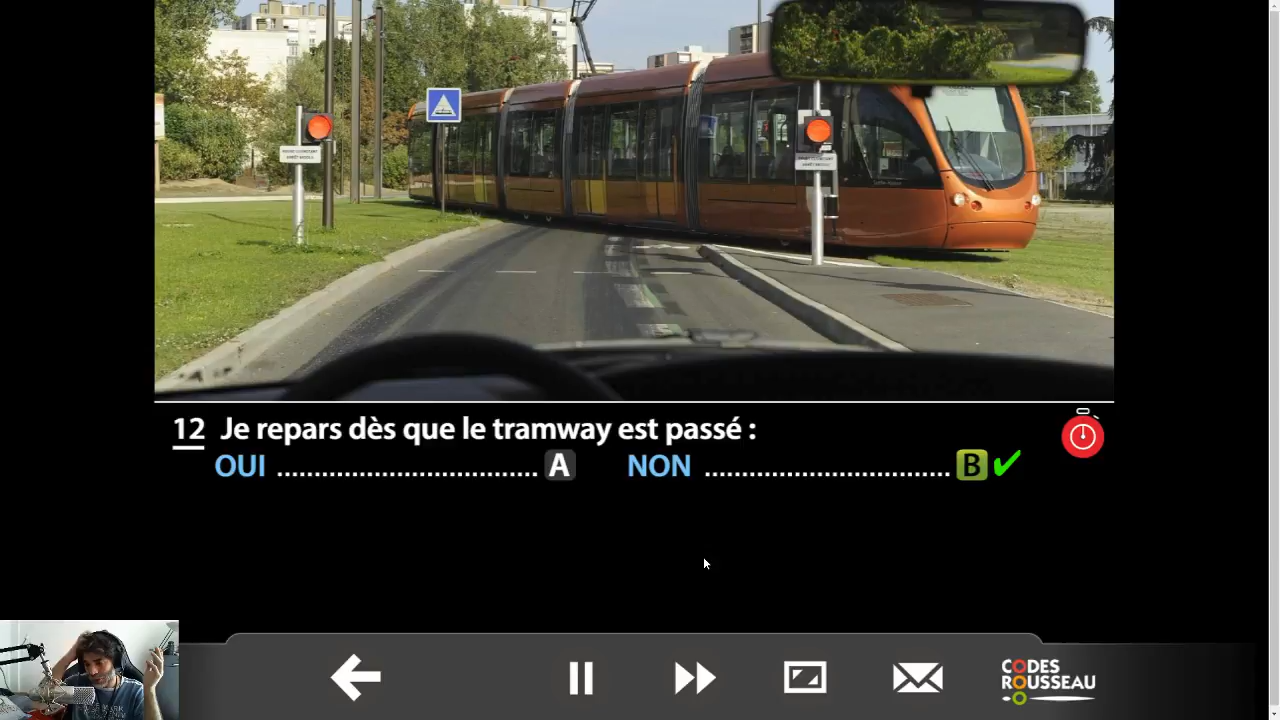 12 Je repars dès que le tramway est passé :
OUI ................................ A NON .............................. B ✔
CODES
ROUSSEAU